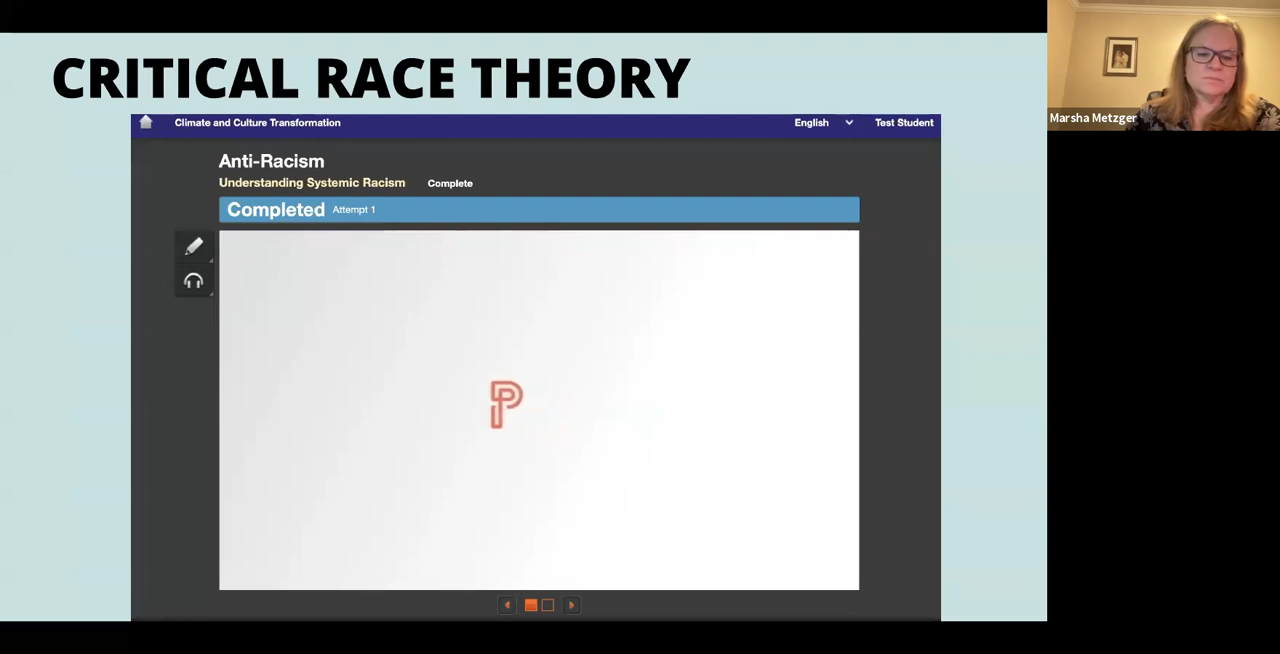 CRITICAL RACE THEORY
Climate and Culture Transformation
English
Test Student
Anti-Racism
Understanding Systemic Racism Complete
Completed Attempt 1
P
Marsha Metzger